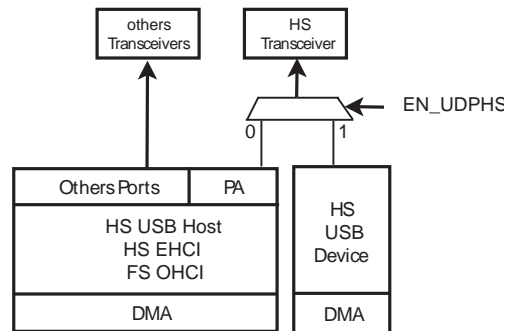 others
Transceivers
HS
Transceiver
EN_UDPHS
0
1
Others Ports
PA
HS USB Host
HS EHCI
FS OHCI
DMA
HS
USB
Device
DMA